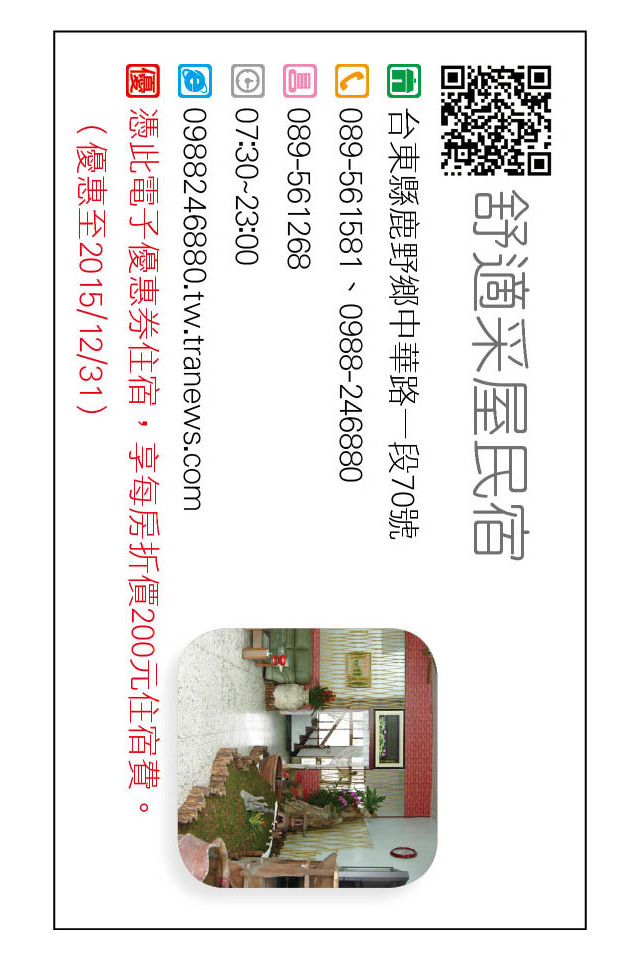 舒適采屋民宿
台東縣鹿野鄉中華路一段70號
089-561581、0988-246880
089-561268
07:30~23:00
0988246880.tw.tranews.com
優 憑此電子優惠券住宿，享每房折價200元住宿費。
（優惠至2015/12/31）